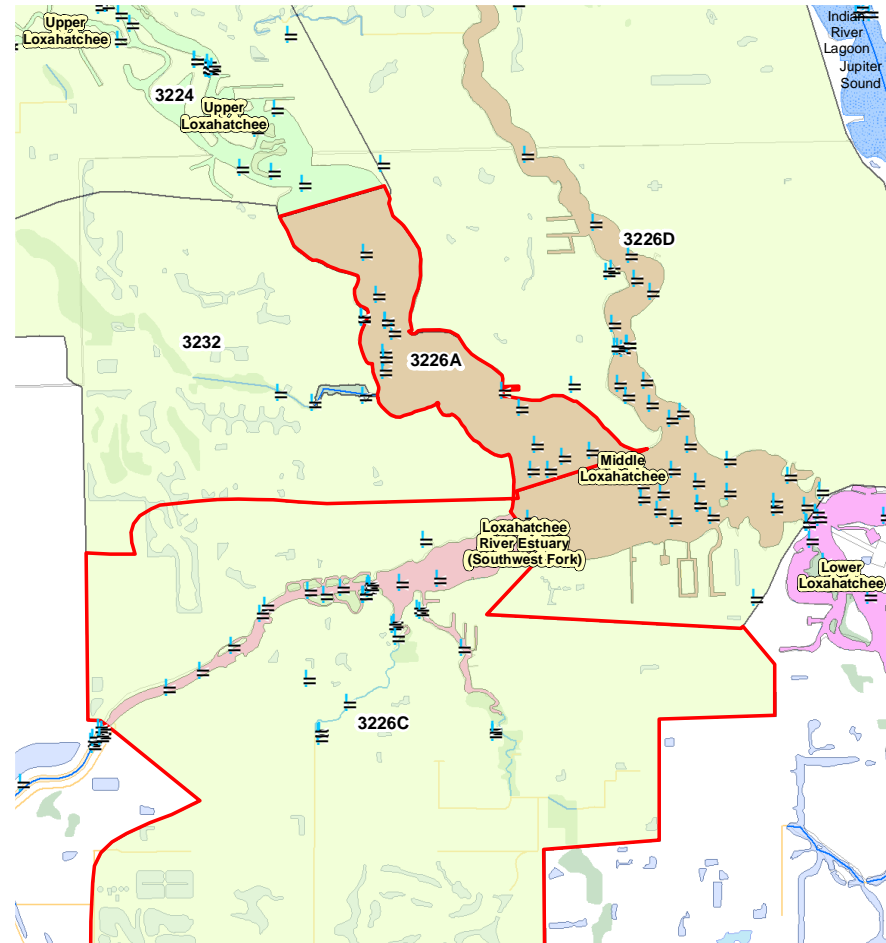 Indian
River
Lagoon
Jupiter
Sound
Upper
Loxahatchee
3224
Upper
Loxahatchee
3226D
3232
3226A
Middle
Loxahatchee
Loxahatchee
River Estuary
(Southwest Fork)
Lower
Loxahatchee
3226C